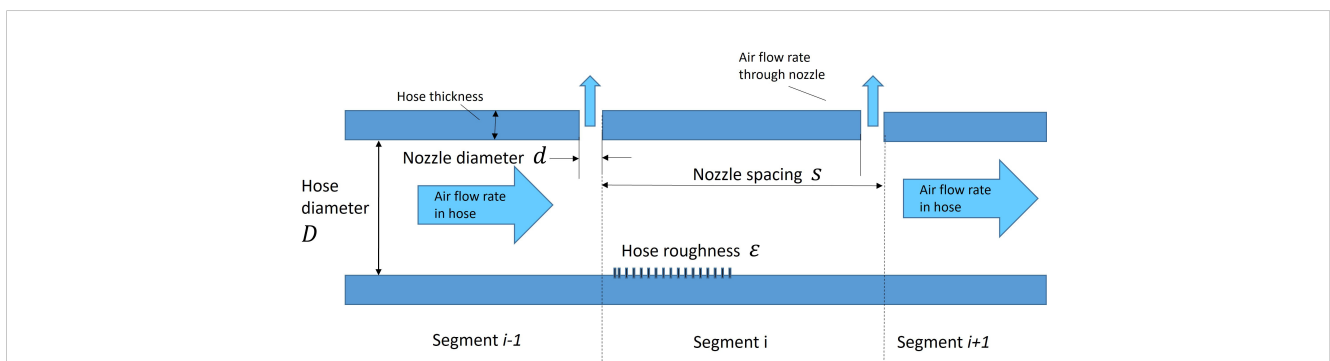 Air flow rate
through nozzle
Hose thickness
Nozzle diameter d
Nozzle spacing s
Hose
diameter
D
Air flow rate
in hose
Air flow rate
in hose
Hose roughness ε
Segment i-1
Segment i
Segment i+1